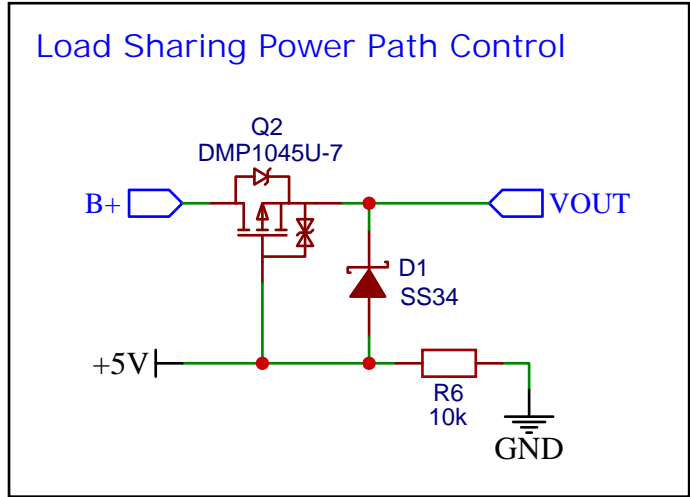 Load Sharing Power Path Control
Q2
DMP1045U-7
B+
VOUT
D1
SS34
+5V
R6
10k
GND